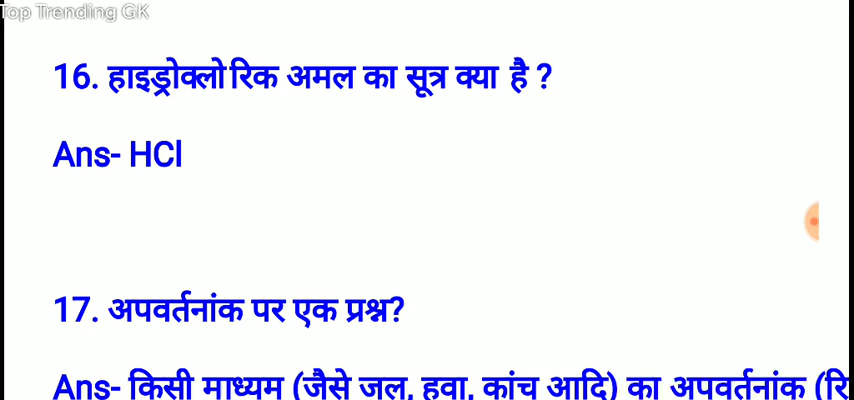 Top Trending GK
16. हाइड्रोक्लोरिक अमल का सूत्र क्या है ?
Ans- HCl
17. अपवर्तनांक पर एक प्रश्न?
Ans- किसी माध्यम (जैसे जल, हवा, कांच आदि) का अपवर्तनांक (रि